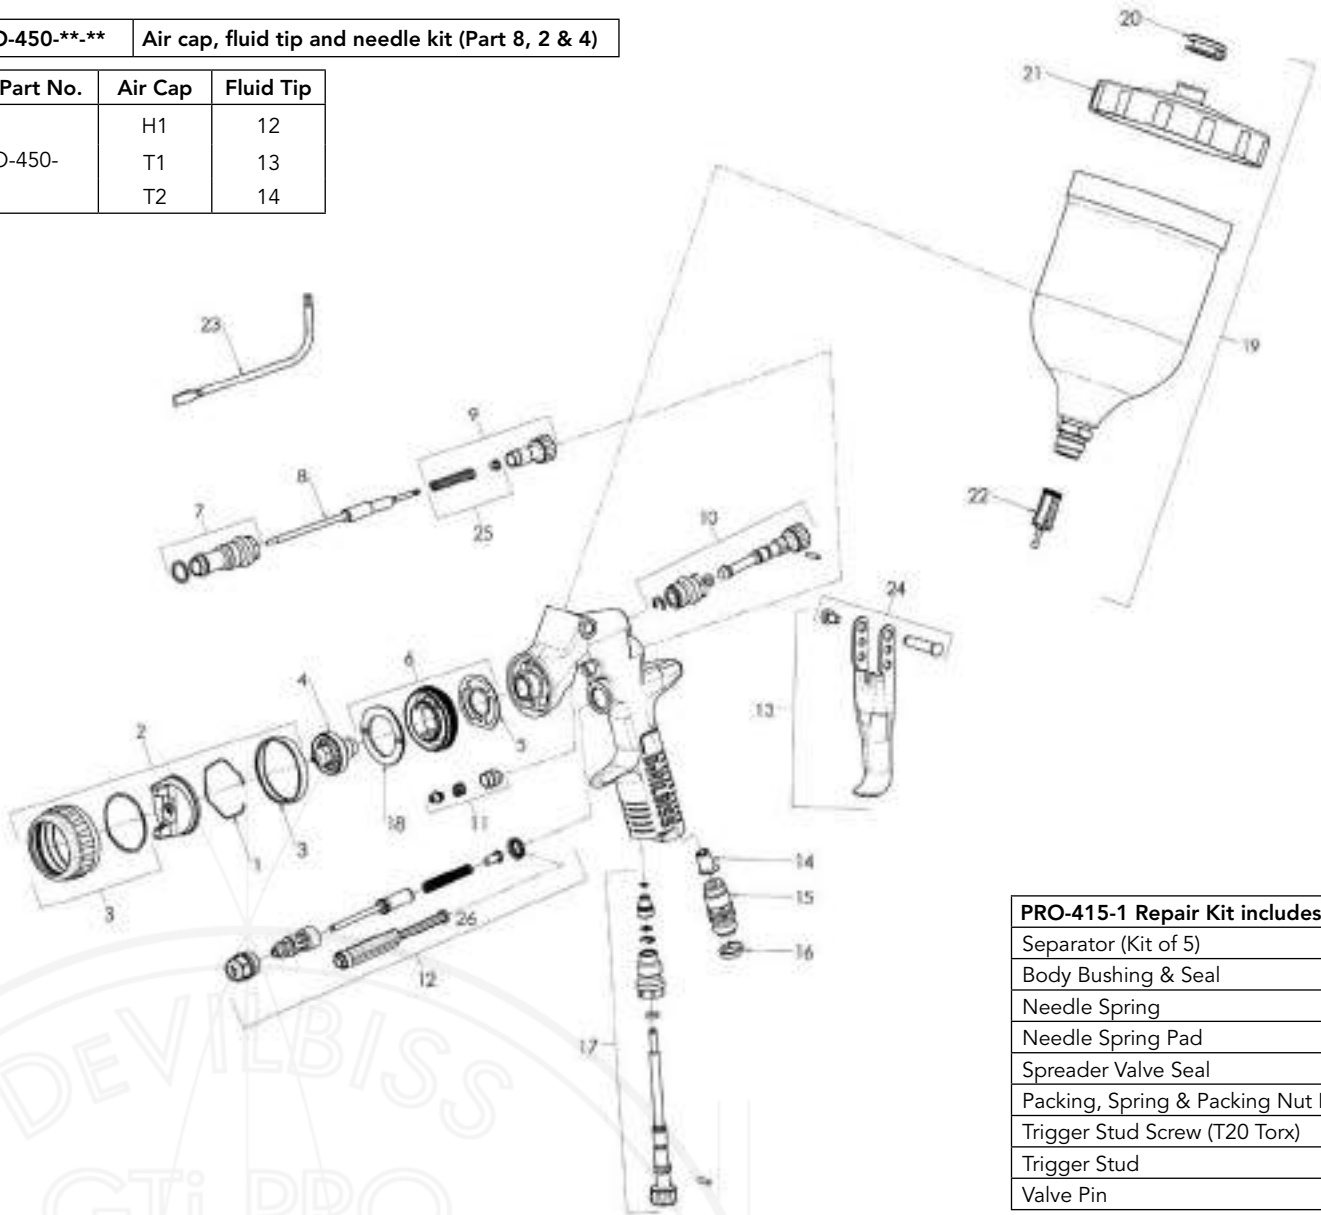 O-450-**-** Air cap, fluid tip and needle kit (Part 8, 2 & 4)
Part No. Air Cap Fluid Tip
H1 12
O-450- T1 13
T2 14
20
21
19
22
23
9
8
7
25
10
24
13
6
4
5
2
18
11
1
3
3
14
15
16
26
12
17
PRO-415-1 Repair Kit includes
Separator (Kit of 5)
Body Bushing & Seal
Needle Spring
Needle Spring Pad
Spreader Valve Seal
Packing, Spring & Packing Nut
Trigger Stud Screw (T20 Torx)
Trigger Stud
Valve Pin
DEVILBISS
GTi PRO